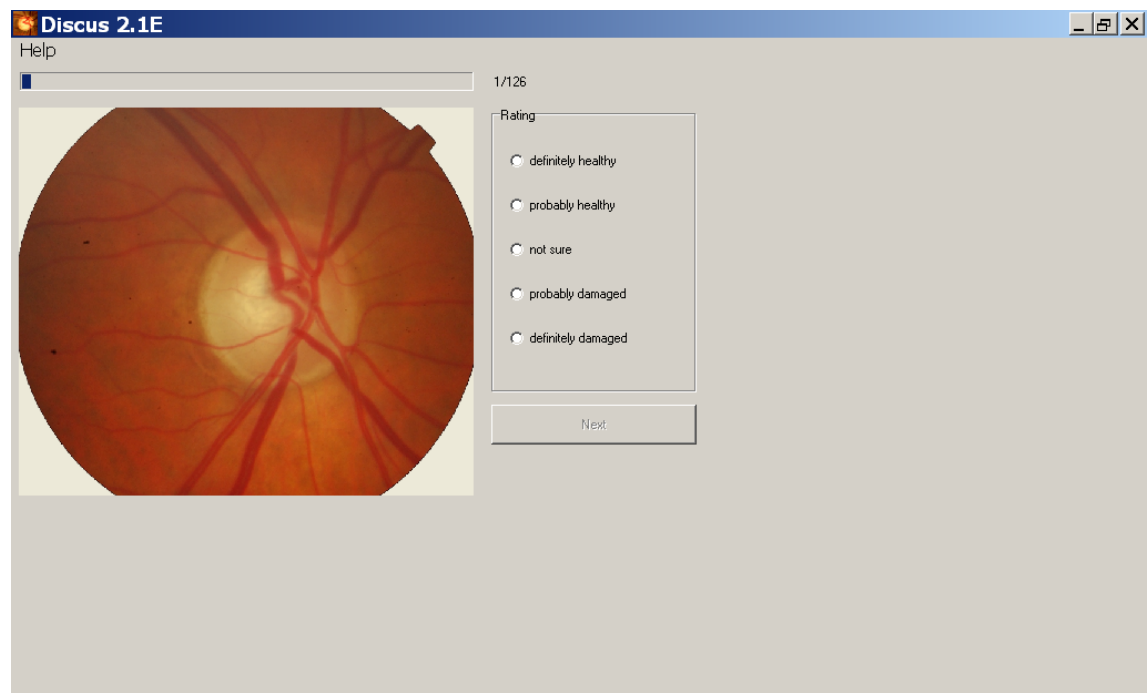 Discus 2.1E
Help
1/126
Rating
definitely healthy
probably healthy
not sure
probably damaged
definitely damaged
Next